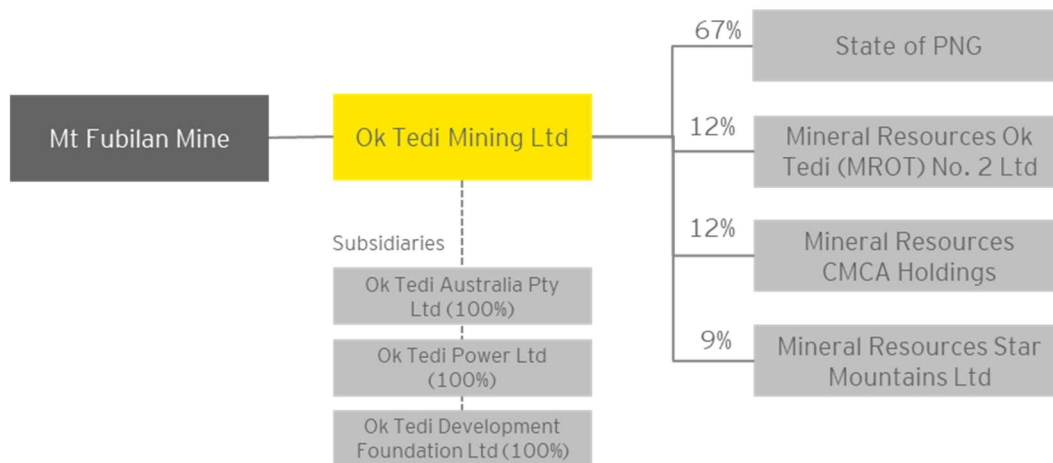 Mt Fubilan Mine
Ok Tedi Mining Ltd
Subsidiaries
Ok Tedi Australia Pty
Ltd (100%)
Ok Tedi Power Ltd
(100%)
Ok Tedi Development
Foundation Ltd (100%)
67%
State of PNG
12%
Mineral Resources Ok
Tedi (MROT) No. 2 Ltd
12%
Mineral Resources
CMCA Holdings
9%
Mineral Resources Star
Mountains Ltd